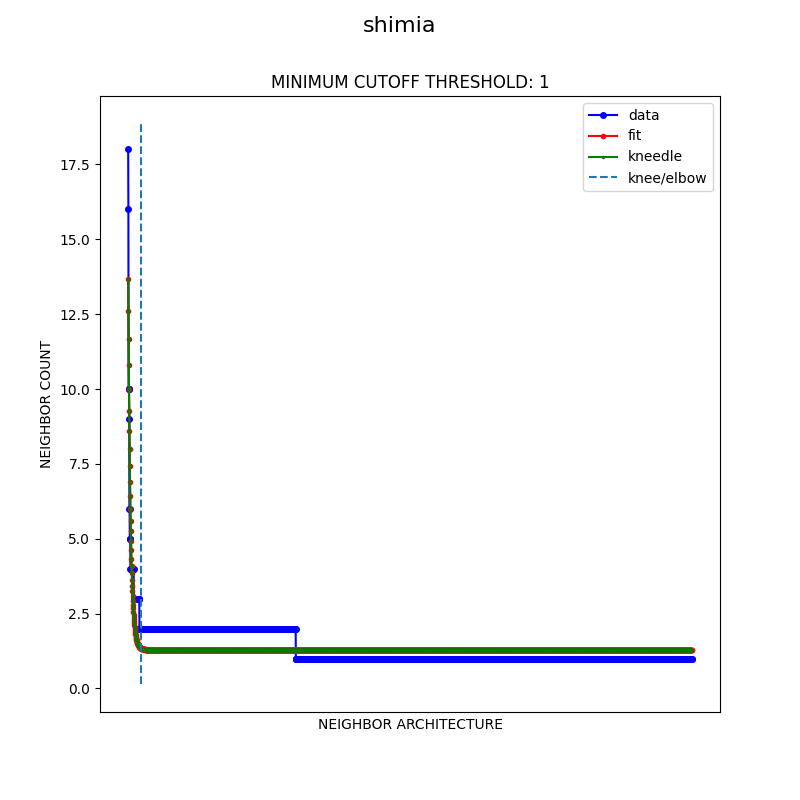 shimia
MINIMUM CUTOFF THRESHOLD: 1
data
fit
kneedle
knee/elbow
17.5
15.0
12.5
10.0
7.5
5.0
2.5
0.0
NEIGHBOR COUNT
NEIGHBOR ARCHITECTURE